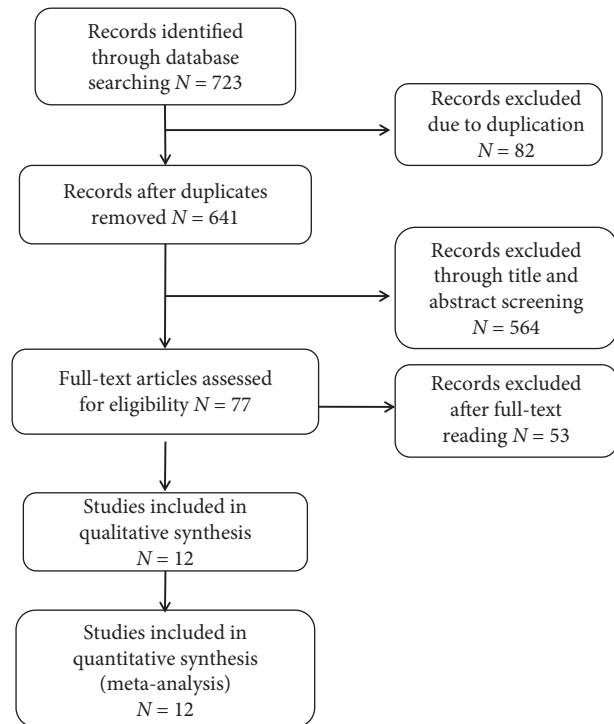 Records identified
through database
searching N = 723
Records excluded
due to duplication
N = 82
Records after duplicates
removed N = 641
Records excluded
through title and
abstract screening
N = 564
Full-text articles assessed
for eligibility N = 77
Records excluded
after full-text
reading N = 53
Studies included in
qualitative synthesis
N = 12
Studies included in
quantitative synthesis
(meta-analysis)
N = 12